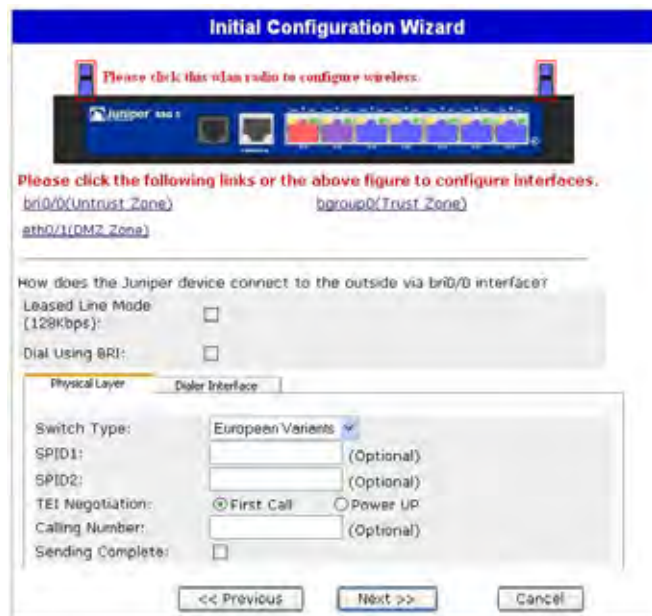 Initial Configuration Wizard
Please click this wlan radio to configure wireless.
Juniper SSG 5
Please click the following links or the above figure to configure interfaces.
bri0/0(Untrust Zone) bgroup0(Trust Zone)
eth0/1(DMZ Zone)
How does the Juniper device connect to the outside via bri0/0 interface?
Leased Line Mode
(128Kbps):
Dial Using BRI:
Physical Layer Dialer Interface
Switch Type: European Variants
SPID1: (Optional)
SPID2: (Optional)
TEI Negotiation: First Call Power UP
Calling Number: (Optional)
Sending Complete:
<< Previous Next >> Cancel